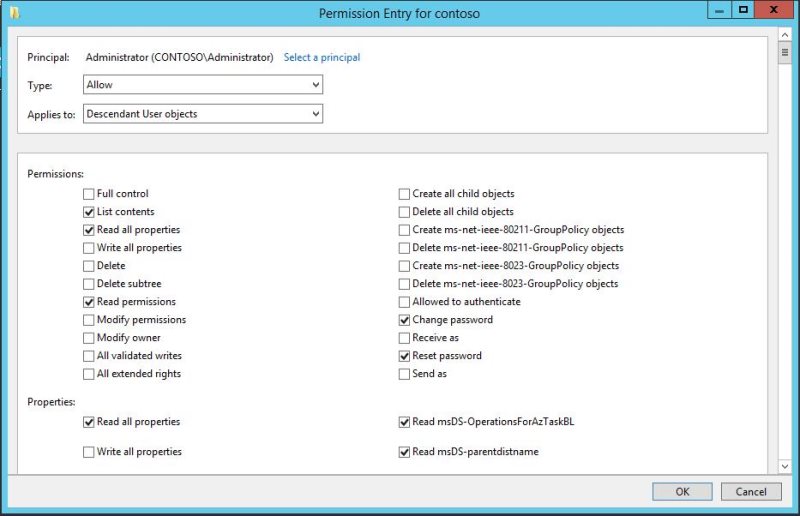 Permission Entry for contoso
Principal: Administrator (CONTOSO\Administrator) Select a principal
Type: Allow
Applies to: Descendant User objects
Permissions:
Full control Create all child objects
List contents Delete all child objects
Read all properties Create ms-net-ieee-80211-GroupPolicy objects
Write all properties Delete ms-net-ieee-80211-GroupPolicy objects
Delete Create ms-net-ieee-8023-GroupPolicy objects
Delete subtree Delete ms-net-ieee-8023-GroupPolicy objects
Read permissions Allowed to authenticate
Modify permissions Change password
Modify owner Receive as
All validated writes Reset password
All extended rights Send as
Properties:
Read all properties Read msDS-OperationsForAzTaskBL
Write all properties Read msDS-parentdistname
OK Cancel